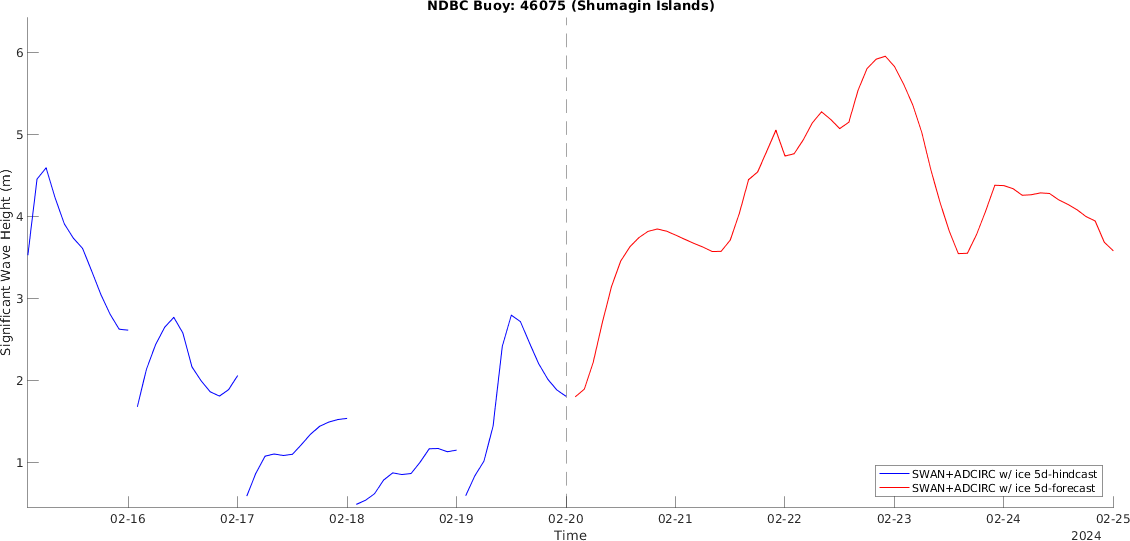 NDBC Buoy: 46075 (Shumagin Islands)
Significant Wave Height (m)
6
5
4
3
2
1
SWAN+ADCIRC w/ ice 5d-hindcast
SWAN+ADCIRC w/ ice 5d-forecast
02-16 02-17 02-18 02-19 02-20 02-21 02-22 02-23 02-24 02-25
Time
2024